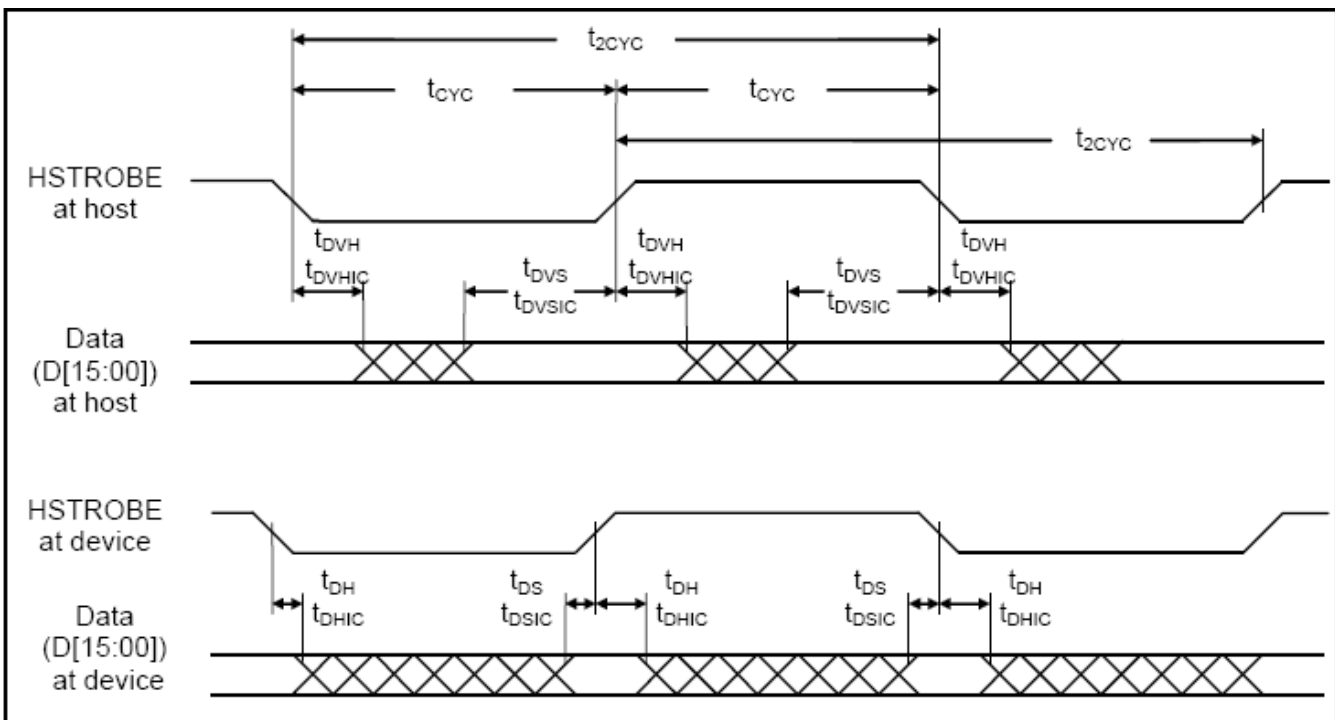 t2CYC
tCYC tCYC
t2CYC
HSTROBE
at host
tDVH tDVH tDVH
tDVHIC tDVS tDVHIC tDVS tDVHIC
tDVSIC tDVSIC
Data
(D[15:00])
at host
HSTROBE
at device
tDH tDS tDH tDS tDH
tDHIC tDSIC tDHIC tDSIC tDHIC
Data
(D[15:00])
at device